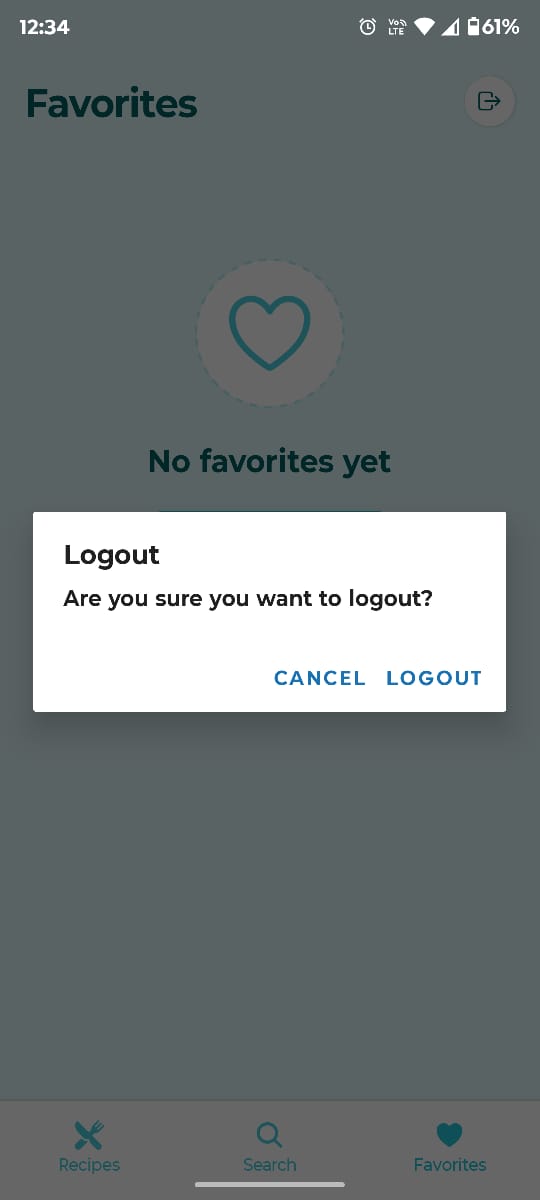 12:34
Vo LTE 61%
Favorites
No favorites yet
Logout
Are you sure you want to logout?
CANCEL LOGOUT
Recipes Search Favorites